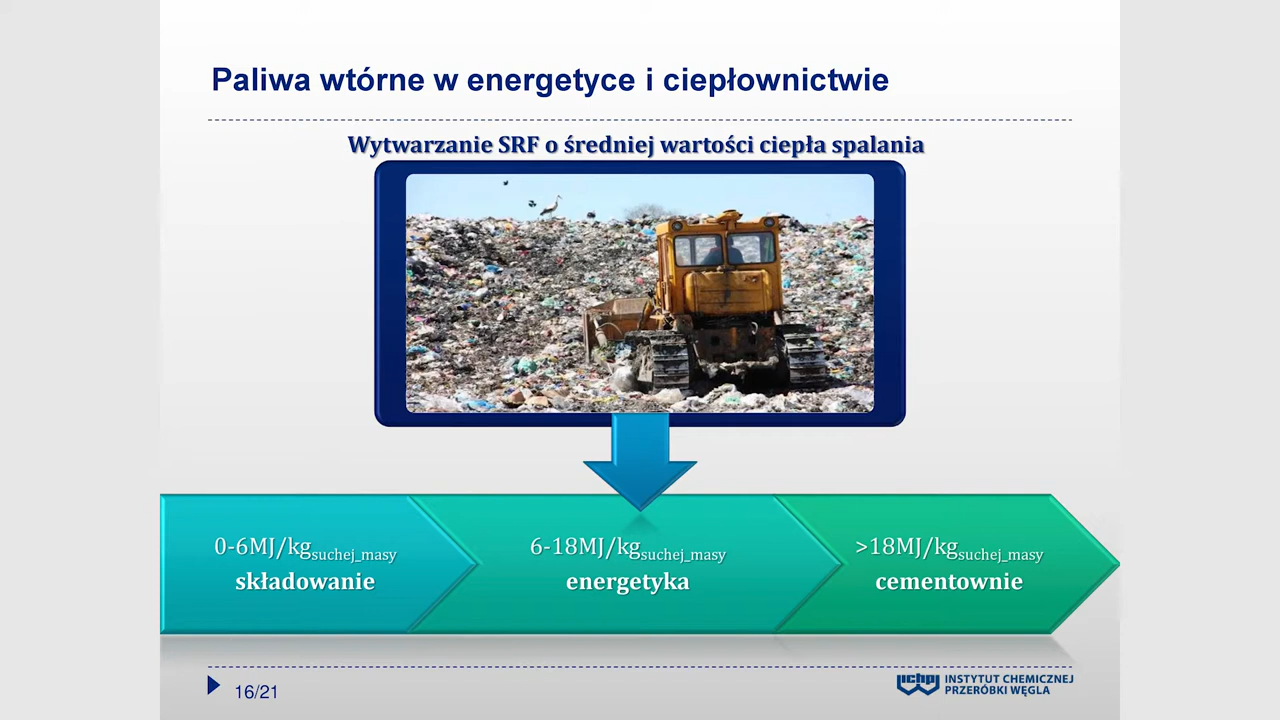 Paliwa wtórne w energetyce i ciepłownictwie
Wytwarzanie SRF o średniej wartości ciepła spalania
0-6MJ/kgsuchej_masy
składowanie
6-18MJ/kgsuchej_masy
energetyka
>18MJ/kgsuchej_masy
cementownie
16/21
ichpw INSTYTUT CHEMICZNEJ
PRZERÓBKI WĘGLA